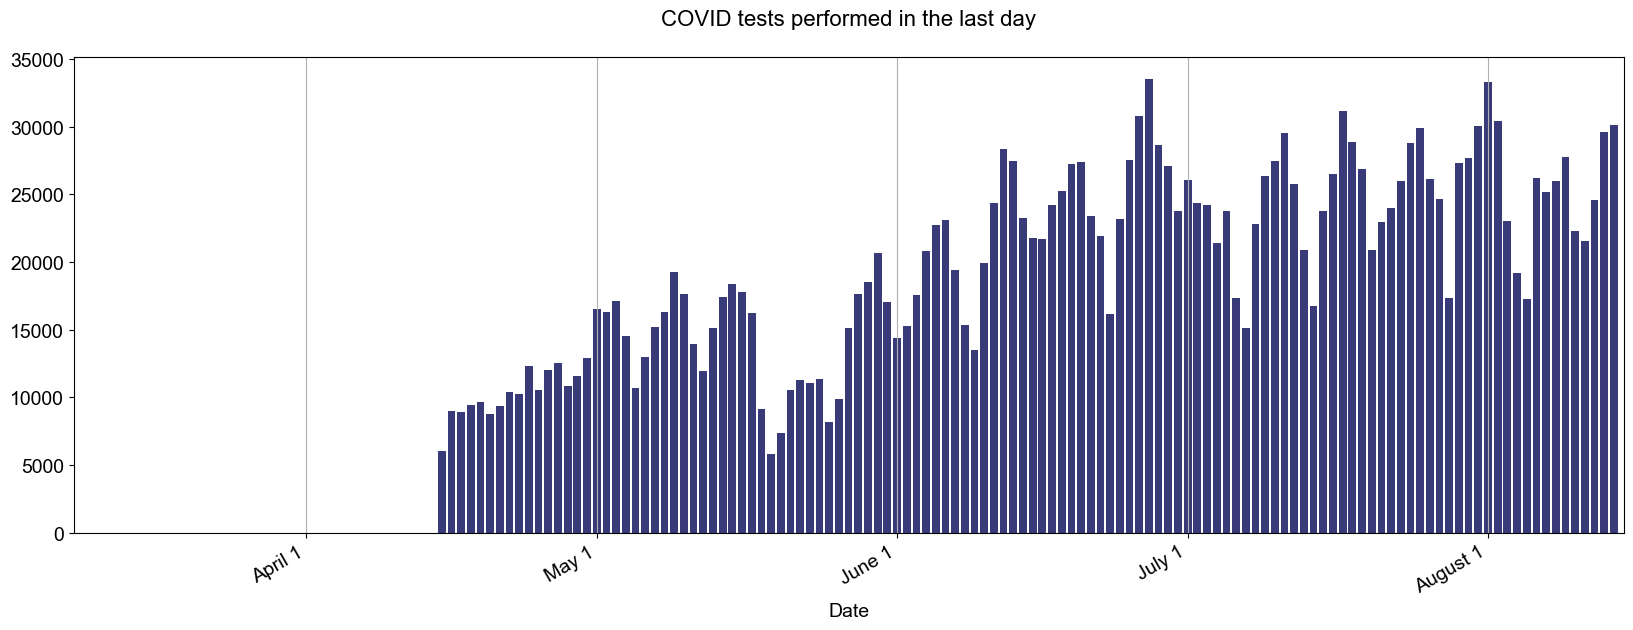 COVID tests performed in the last day
35000
30000
25000
20000
15000
10000
5000
0
April 1
May 1
June 1
July 1
August 1
Date